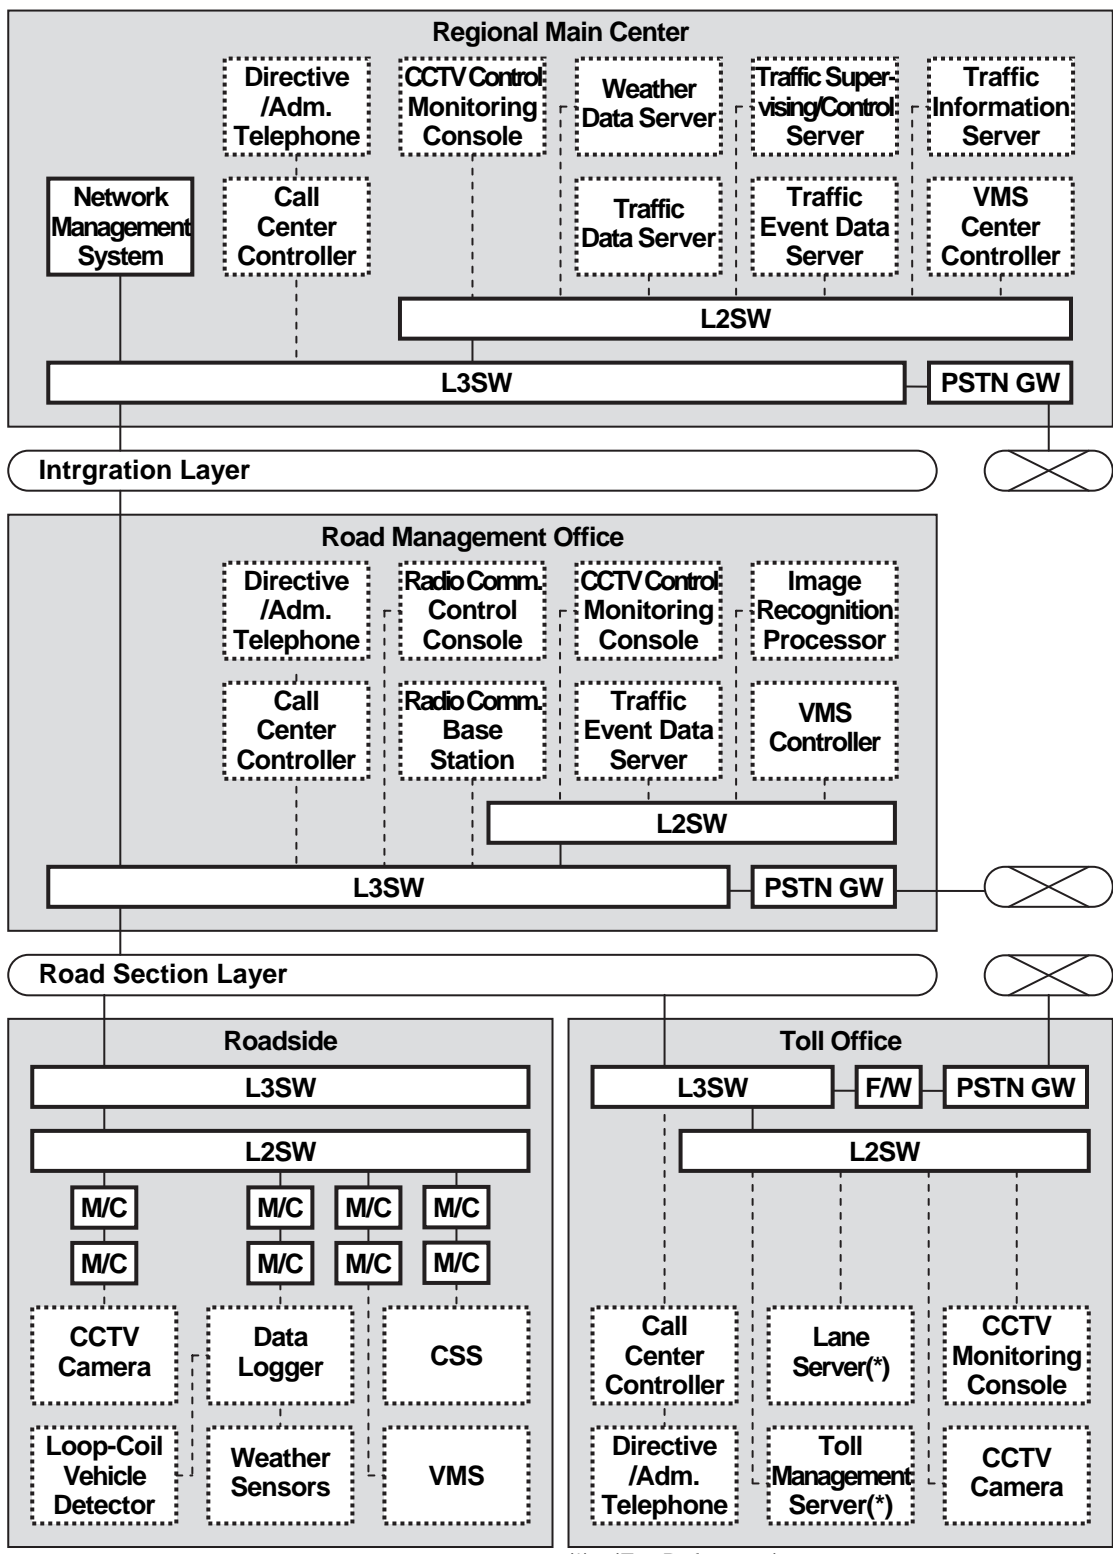 Regional Main Center
Directive
/Adm.
Telephone
CCTV Control
Monitoring
Console
Weather
Data Server
Traffic Super-
vising/Control
Server
Traffic
Information
Server
Network
Management
System
Call
Center
Controller
Traffic
Data Server
Traffic
Event Data
Server
VMS
Center
Controller
L2SW
L3SW
PSTN GW
Intrgration Layer
Road Management Office
Directive
/Adm.
Telephone
Radio Comm.
Control
Console
CCTV Control
Monitoring
Console
Image
Recognition
Processor
Call
Center
Controller
Radio Comm.
Base
Station
Traffic
Event Data
Server
VMS
Controller
L2SW
L3SW
PSTN GW
Road Section Layer
Roadside
L3SW
L2SW
M/C
M/C
M/C
M/C
M/C
M/C
M/C
M/C
CCTV
Camera
Data
Logger
CSS
Loop-Coil
Vehicle
Detector
Weather
Sensors
VMS
Toll Office
L3SW
F/W
PSTN GW
L2SW
Call
Center
Controller
Lane
Server(*)
CCTV
Monitoring
Console
Directive
/Adm.
Telephone
Toll
Management
Server(*)
CCTV
Camera